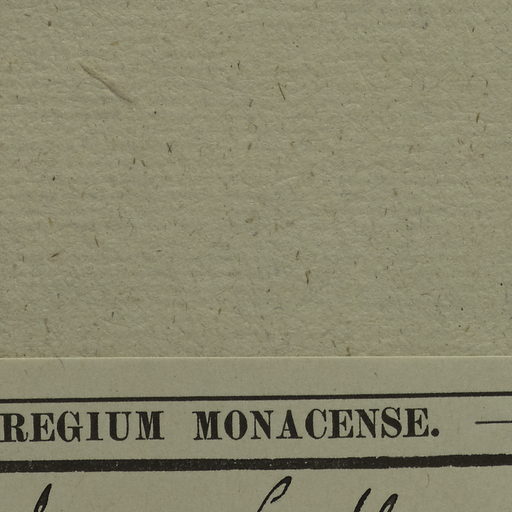 REGIUM MONACENSE. —